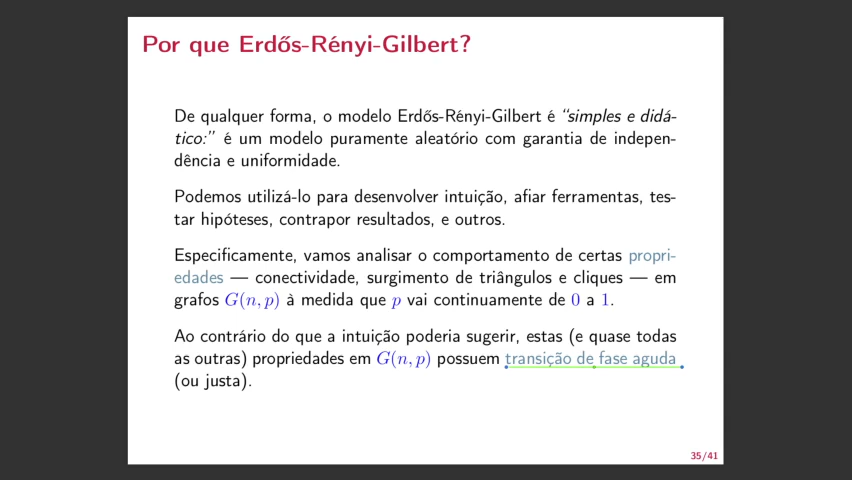 Por que Erdős-Rényi-Gilbert?
De qualquer forma, o modelo Erdős-Rényi-Gilbert é “simples e didá-
tico:” é um modelo puramente aleatório com garantia de indepen-
dência e uniformidade.
Podemos utilizá-lo para desenvolver intuição, afiar ferramentas, tes-
tar hipóteses, contrapor resultados, e outros.
Especificamente, vamos analisar o comportamento de certas propri-
edades — conectividade, surgimento de triângulos e cliques — em
grafos G(n, p) à medida que p vai continuamente de 0 a 1.
Ao contrário do que a intuição poderia sugerir, estas (e quase todas
as outras) propriedades em G(n, p) possuem transição de fase aguda
(ou justa).
35/41